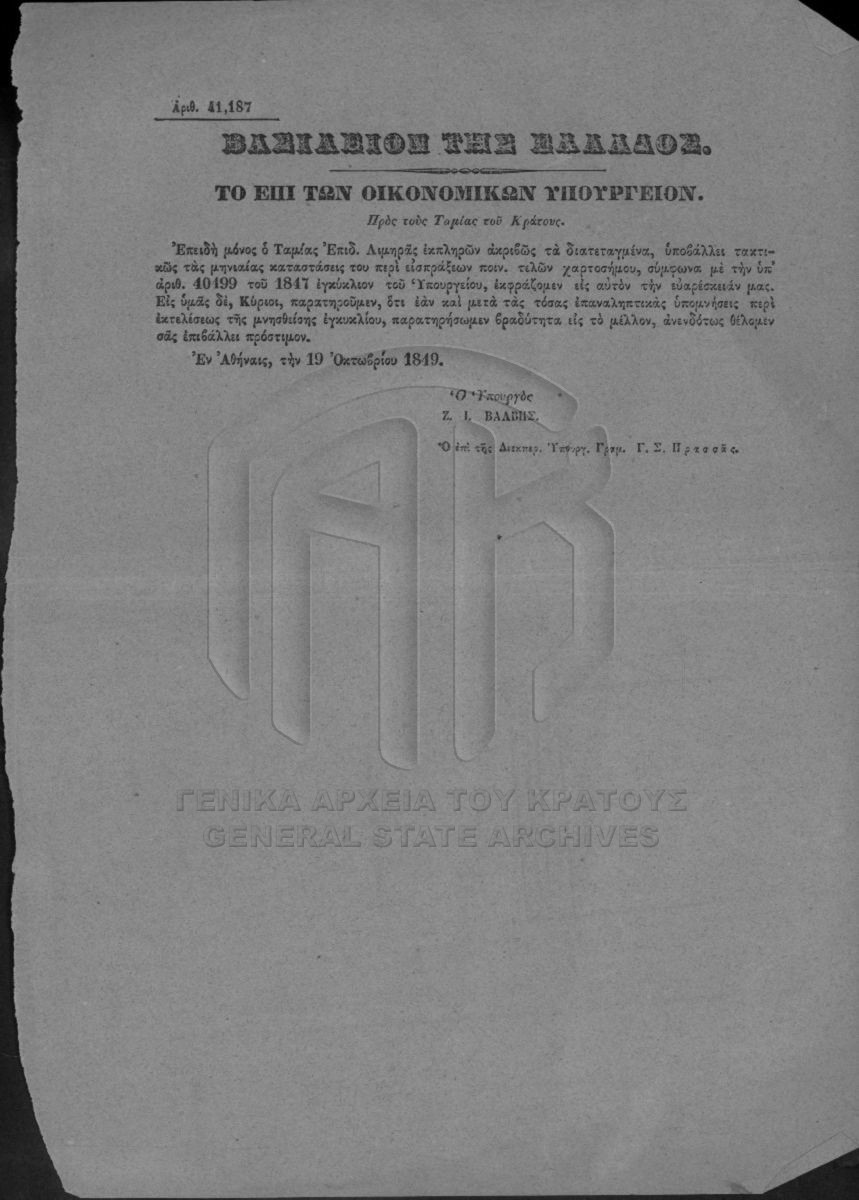 Ἀριθ. 41,187
ΒΑΣΙΛΕΙΟΝ ΤΗΣ ΕΛΛΑΔΟΣ.
ΤΟ ΕΠΙ ΤΩΝ ΟΙΚΟΝΟΜΙΚΩΝ ΥΠΟΥΡΓΕΙΟΝ.
Πρὸς τοὺς Ταμίας τοῦ Κράτους.
Ἐπειδὴ μόνος ὁ Ταμίας Ἐπιδ. Λιμηρᾶς ἐκπληρῶν ἀκριβῶς τὰ διατεταγμένα, ὑποβάλλει τακτι-
κῶς τὰς μηνιαίας καταστάσεις του περὶ εἰσπράξεων ποιν. τελῶν χαρτοσήμου, σύμφωνα μὲ τὴν ὑπ'
ἀριθ. 40499 τοῦ 1847 ἐγκύκλιον τοῦ Ὑπουργείου, ἐκφράζομεν εἰς αὐτὸν τὴν εὐαρέσκειάν μας.
Εἰς ὑμᾶς δὲ, Κύριοι, παρατηροῦμεν, ὅτι ἐὰν καὶ μετὰ τὰς τόσας ἐπαναληπτικὰς ὑπομνήσεις περὶ
ἐκτελέσεως τῆς μνησθείσης ἐγκυκλίου, παρατηρήσωμεν βραδύτητα εἰς τὸ μέλλον, ἀνενδότως θέλομεν
σᾶς ἐπιβάλλει πρόστιμον.
Ἐν Ἀθήναις, τὴν 19 Ὀκτωβρίου 1849.
Ὁ Ὑπουργὸς
Ζ. Ι. ΒΑΛΒΗΣ.
Ὁ ἐπὶ τῆς Διεκπερ. Ὑπουργ. Γραμ. Γ. Σ. Πρασσᾶς.
ΓΕΝΙΚΑ ΑΡΧΕΙΑ ΤΟΥ ΚΡΑΤΟΥΣ
GENERAL STATE ARCHIVES